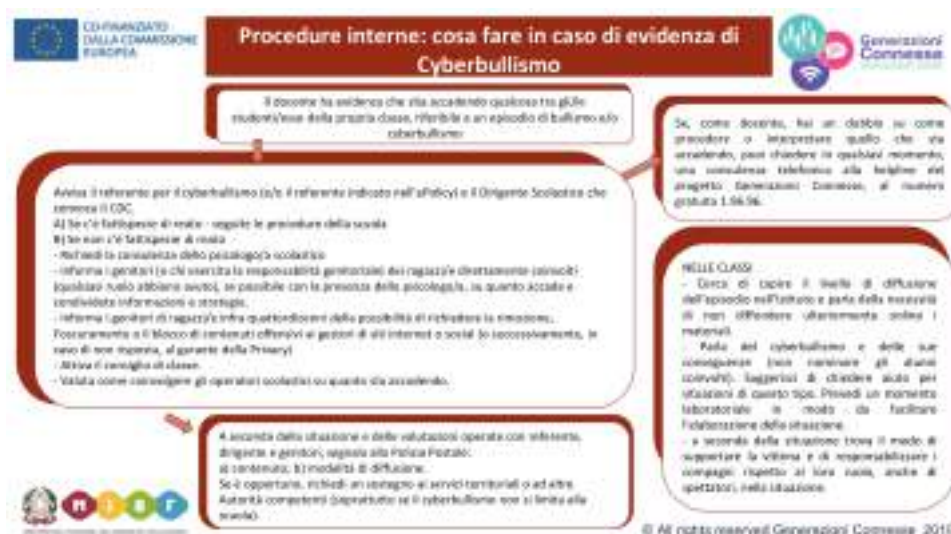 CO-FINANZIATO
DALLA COMMISSIONE
EUROPEA
Procedure interne: cosa fare in caso di evidenza di
Cyberbullismo
Generazioni
Connesse
Il docente ha evidenza che stia accadendo qualcosa tra gli/le
studenti/esse della propria classe, riferibile a un episodio di bullismo e/o
cyberbullismo
Se, come docente, hai un dubbio su come
procedere o interpretare quello che sta
accadendo, puoi chiedere in qualsiasi momento,
una consulenza telefonica alla helpline del
progetto Generazioni Connesse, al numero
gratuito 1.96.96.
Avvisa il referente per il cyberbullismo (e/o il referente indicato nell'ePolicy) e il Dirigente Scolastico che
convoca il CDC.
A) Se c'è fattispecie di reato - seguite le procedure della scuola
B) Se non c'è fattispecie di reato
- Richiedi la consulenza dello psicologo/a scolastico
- Informa i genitori (o chi esercita la responsabilità genitoriale) dei ragazzi/e direttamente coinvolti
(qualsiasi ruolo abbiano avuto), se possibile con la presenza dello psicologo/a, su quanto accade e
condividete informazioni e strategie.
- Informa i genitori di ragazzi/e infra quattordicenni della possibilità di richiedere la rimozione,
l'oscuramento o il blocco di contenuti offensivi ai gestori di siti internet o social (e successivamente, in
caso di non risposta, al garante della Privacy)
- Attiva il consiglio di classe.
- Valuta come coinvolgere gli operatori scolastici su quanto sta accadendo.
NELLE CLASSI
- Cerca di capire il livello di diffusione
dell'episodio nell'istituto e parla della necessità
di non diffondere ulteriormente online i
materiali.
Parla del cyberbullismo e delle sue
conseguenze (non nominare gli alunni
coinvolti). Suggerisci di chiedere aiuto per
situazioni di questo tipo. Prevedi un momento
laboratoriale in modo da facilitare
l'elaborazione della situazione.
- a seconda della situazione trova il modo di
supportare la vittima e di responsabilizzare i
compagni rispetto al loro ruolo, anche di
spettatori, nella situazione.
A seconda della situazione e delle valutazioni operate con referente,
dirigente e genitori, segnala alla Polizia Postale:
a) contenuto; b) modalità di diffusione.
Se è opportuno, richiedi un sostegno ai servizi territoriali o ad altre
Autorità competenti (soprattutto se il cyberbullismo non si limita alla
scuola).
© All rights reserved Generazioni Connesse